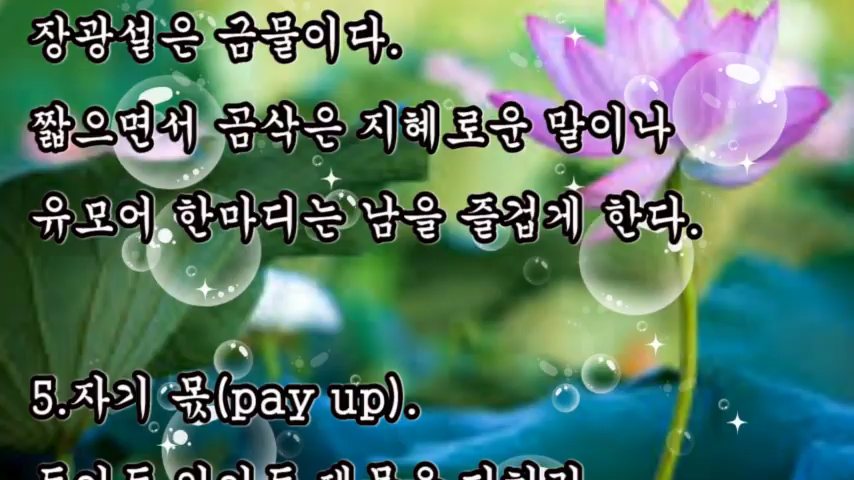 장광설은 금물이다.
짧으면서 곰삭은 지혜로운 말이나
유모어 한마디는 남을 즐겁게 한다.
5.자기 몫(pay up).